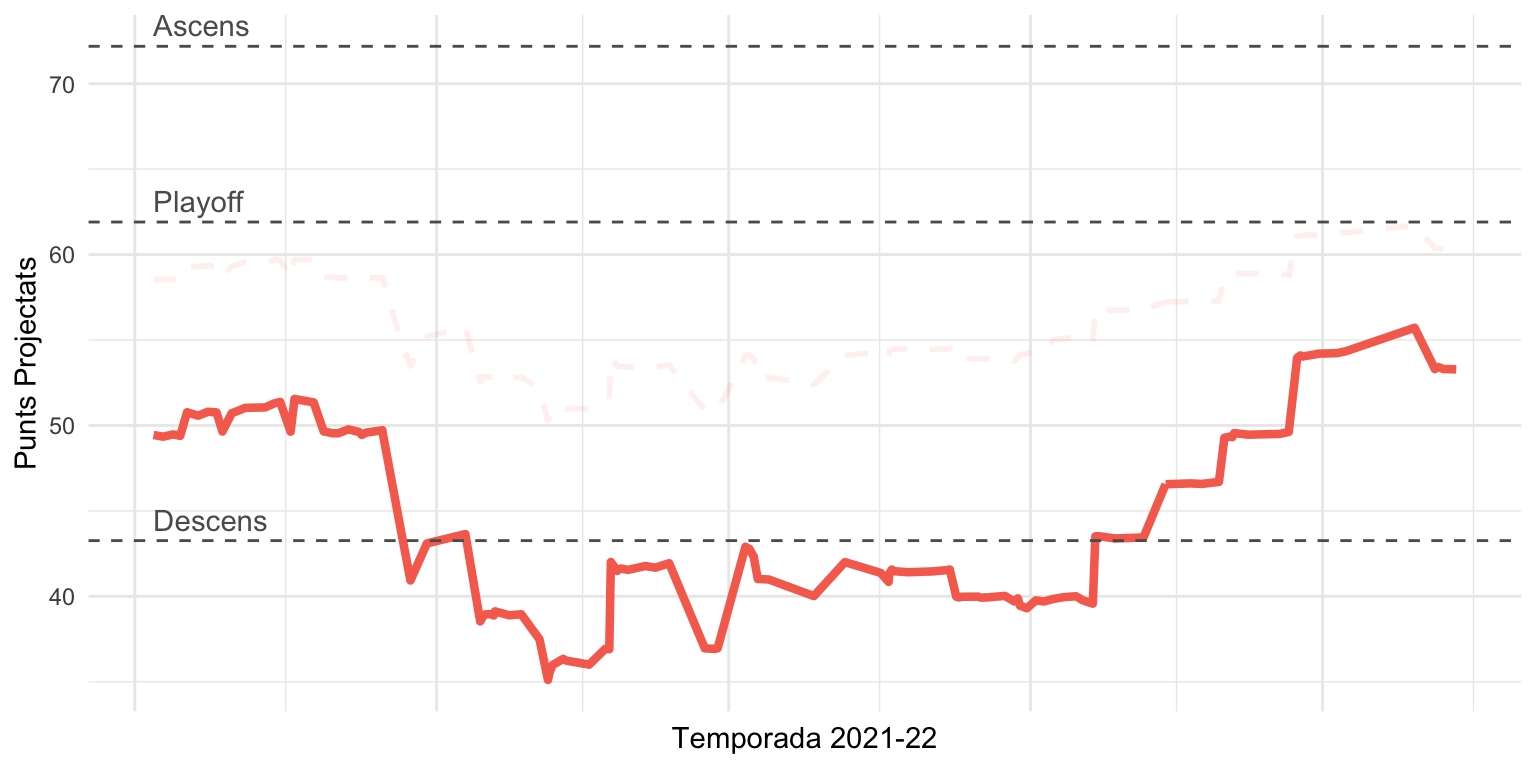 Ascens
70
Playoff
60
Punts Projectats
50
Descens
40
Temporada 2021-22